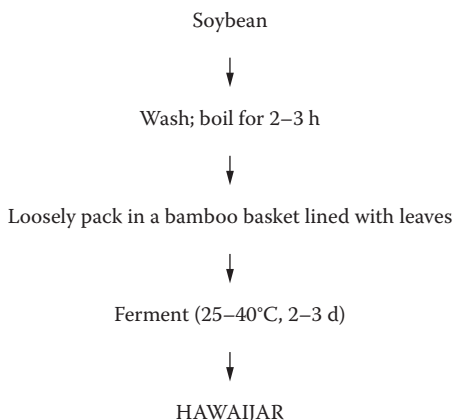 Soybean
Wash; boil for 2–3 h
Loosely pack in a bamboo basket lined with leaves
Ferment (25–40°C, 2–3 d)
HAWAIJAR